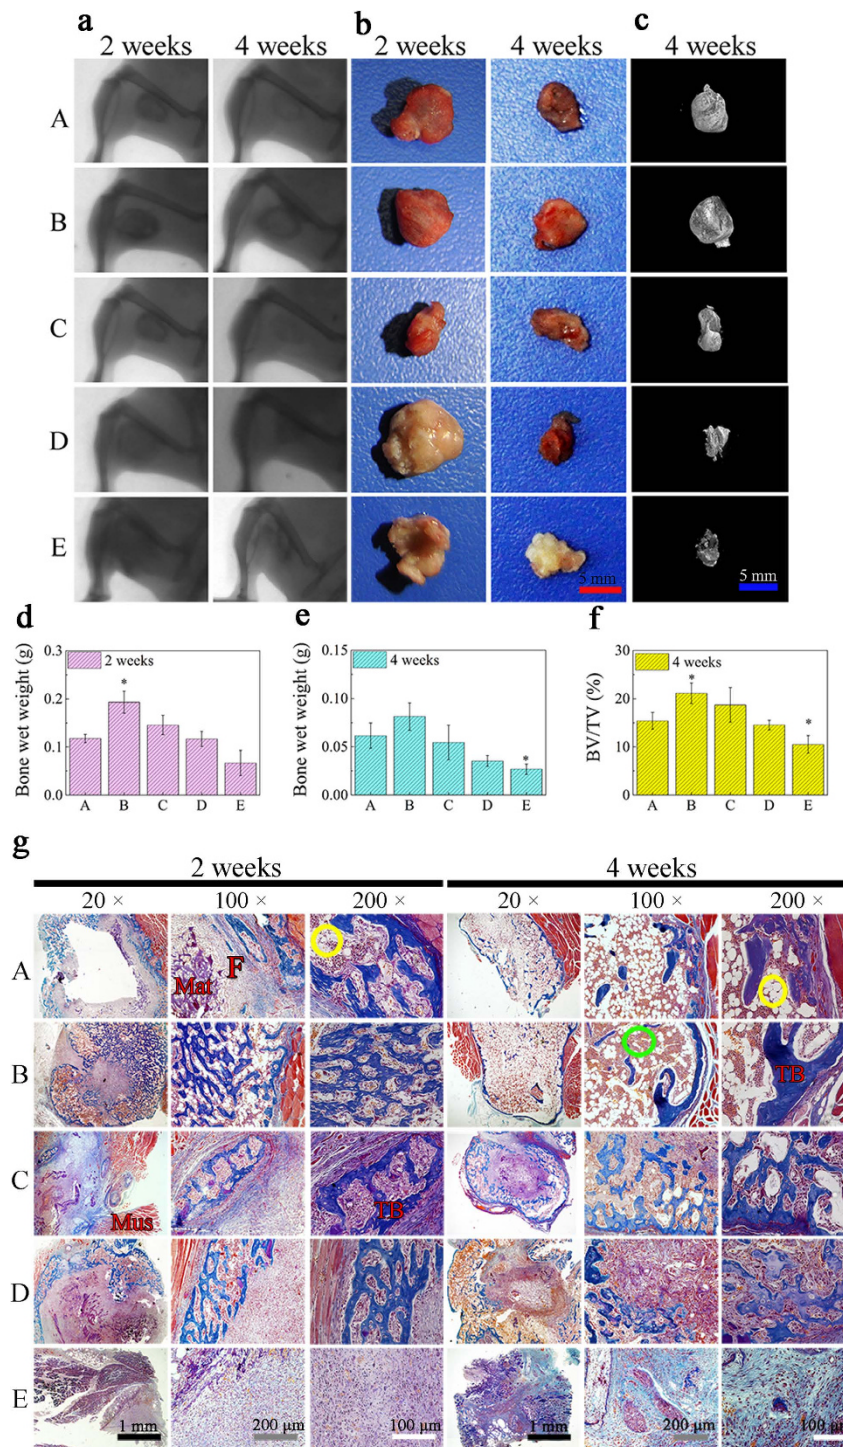 a b c
2 weeks 4 weeks 2 weeks 4 weeks 4 weeks
A
B
C
D
E
5 mm 5 mm
d e f
Bone wet weight (g)
0.3
0.2
0.1
0.0
2 weeks
*
A B C D E
Bone wet weight (g)
0.15
0.10
0.05
0.00
4 weeks
*
A B C D E
BV/TV (%)
30
20
10
0
4 weeks
*
*
A B C D E
g
2 weeks 4 weeks
20 × 100 × 200 × 20 × 100 × 200 ×
A
Mat F
B
TB
C
Mus TB
D
E
1 mm 200 μm 100 μm 1 mm 200 μm 100 μm